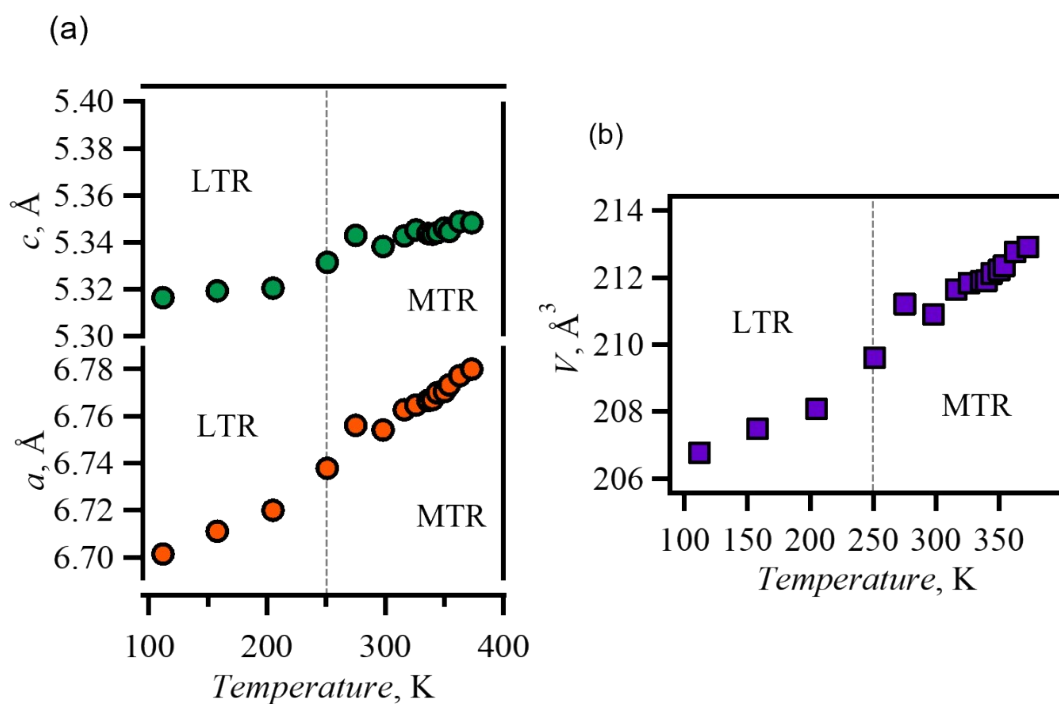 (a)
5.40
5.38
5.36
5.34
5.32
5.30
c, Å
LTR
MTR
6.78
6.76
6.74
6.72
6.70
a, Å
LTR
MTR
100 200 300 400
Temperature, K
(b)
214
212
210
208
206
V, Å³
LTR
MTR
100 150 200 250 300 350
Temperature, K